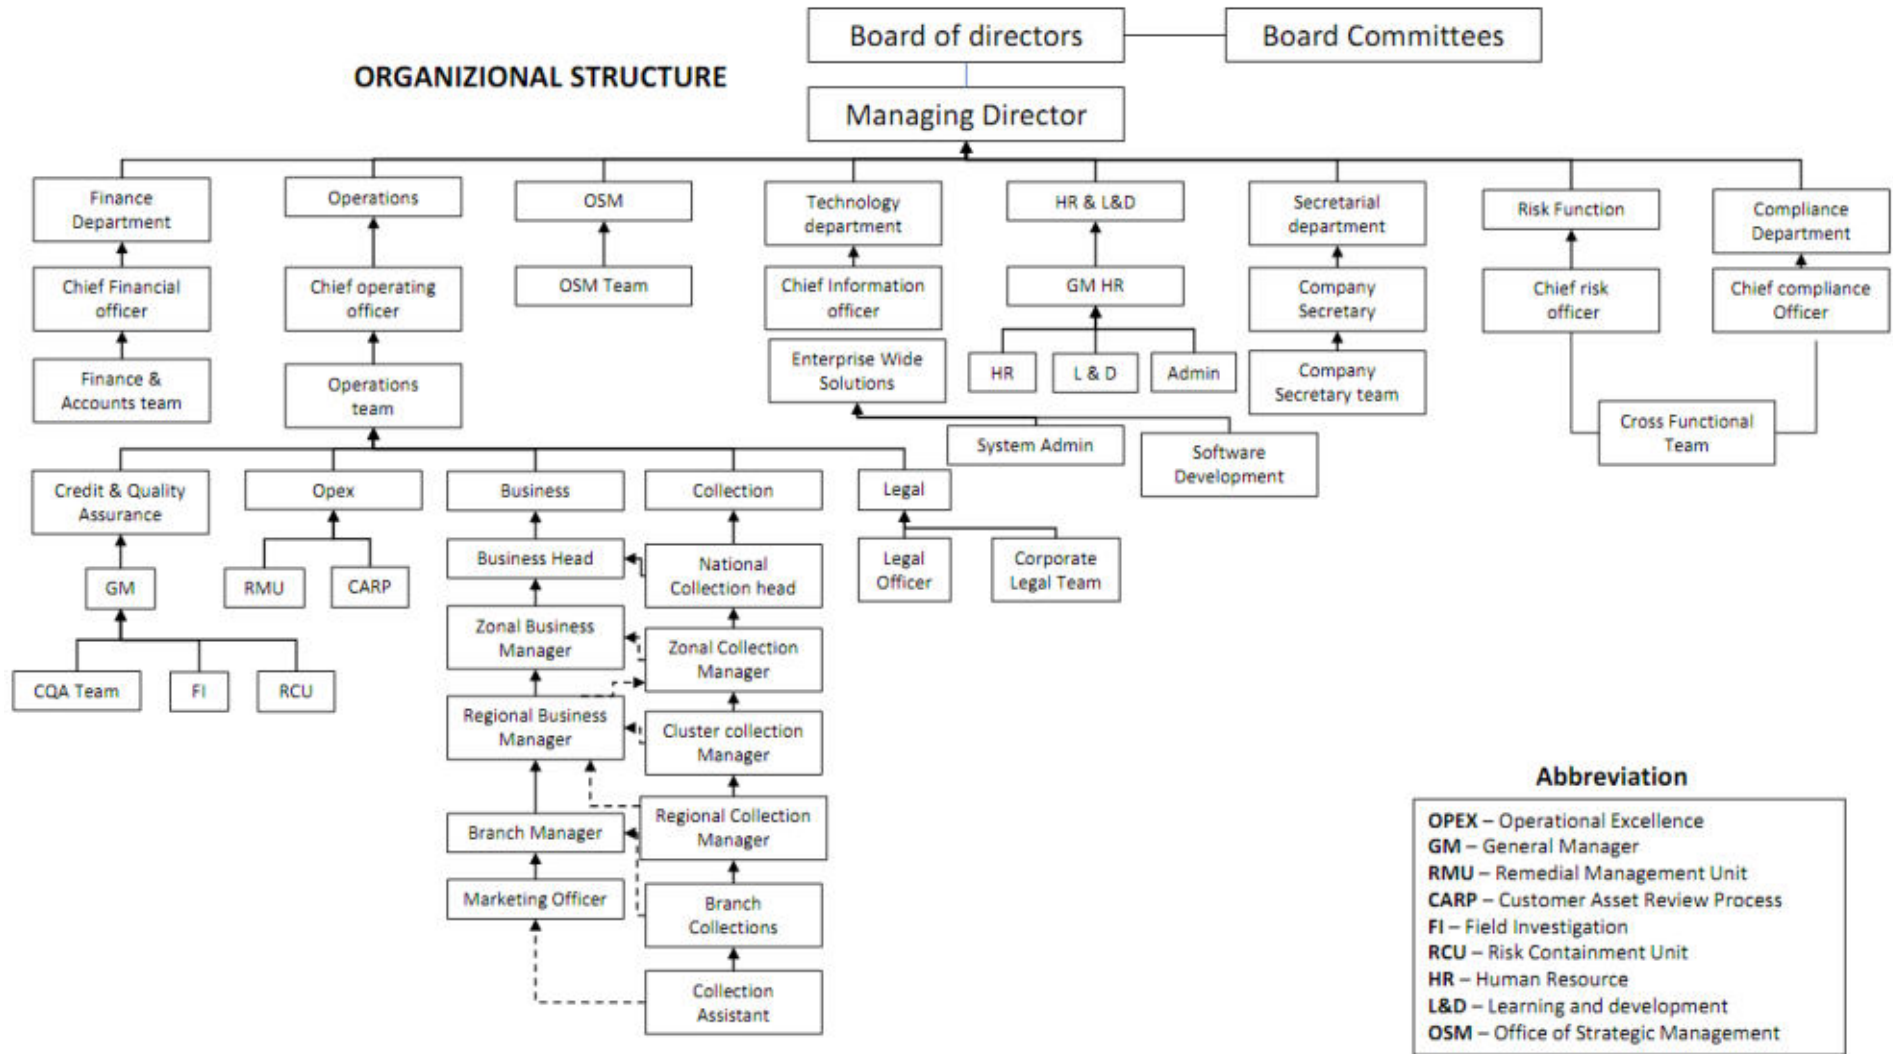 Board of directors
Board Committees
ORGANIZIONAL STRUCTURE
Managing Director
Finance
Department
Operations
OSM
Technology
department
HR & L&D
Secretarial
department
Risk Function
Compliance
Department
Chief Financial
officer
Chief operating
officer
OSM Team
Chief Information
officer
GM HR
Company
Secretary
Chief risk
officer
Chief compliance
Officer
Finance &
Accounts team
Operations
team
Enterprise Wide
Solutions
HR
L & D
Admin
Company
Secretary team
Cross Functional
Team
System Admin
Software
Development
Credit & Quality
Assurance
Opex
Business
Collection
Legal
GM
RMU
CARP
Business Head
National
Collection head
Legal
Officer
Corporate
Legal Team
CQA Team
FI
RCU
Zonal Business
Manager
Zonal Collection
Manager
Regional Business
Manager
Cluster collection
Manager
Branch Manager
Regional Collection
Manager
Marketing Officer
Branch
Collections
Collection
Assistant
Abbreviation
OPEX – Operational Excellence
GM – General Manager
RMU – Remedial Management Unit
CARP – Customer Asset Review Process
FI – Field Investigation
RCU – Risk Containment Unit
HR – Human Resource
L&D – Learning and development
OSM – Office of Strategic Management